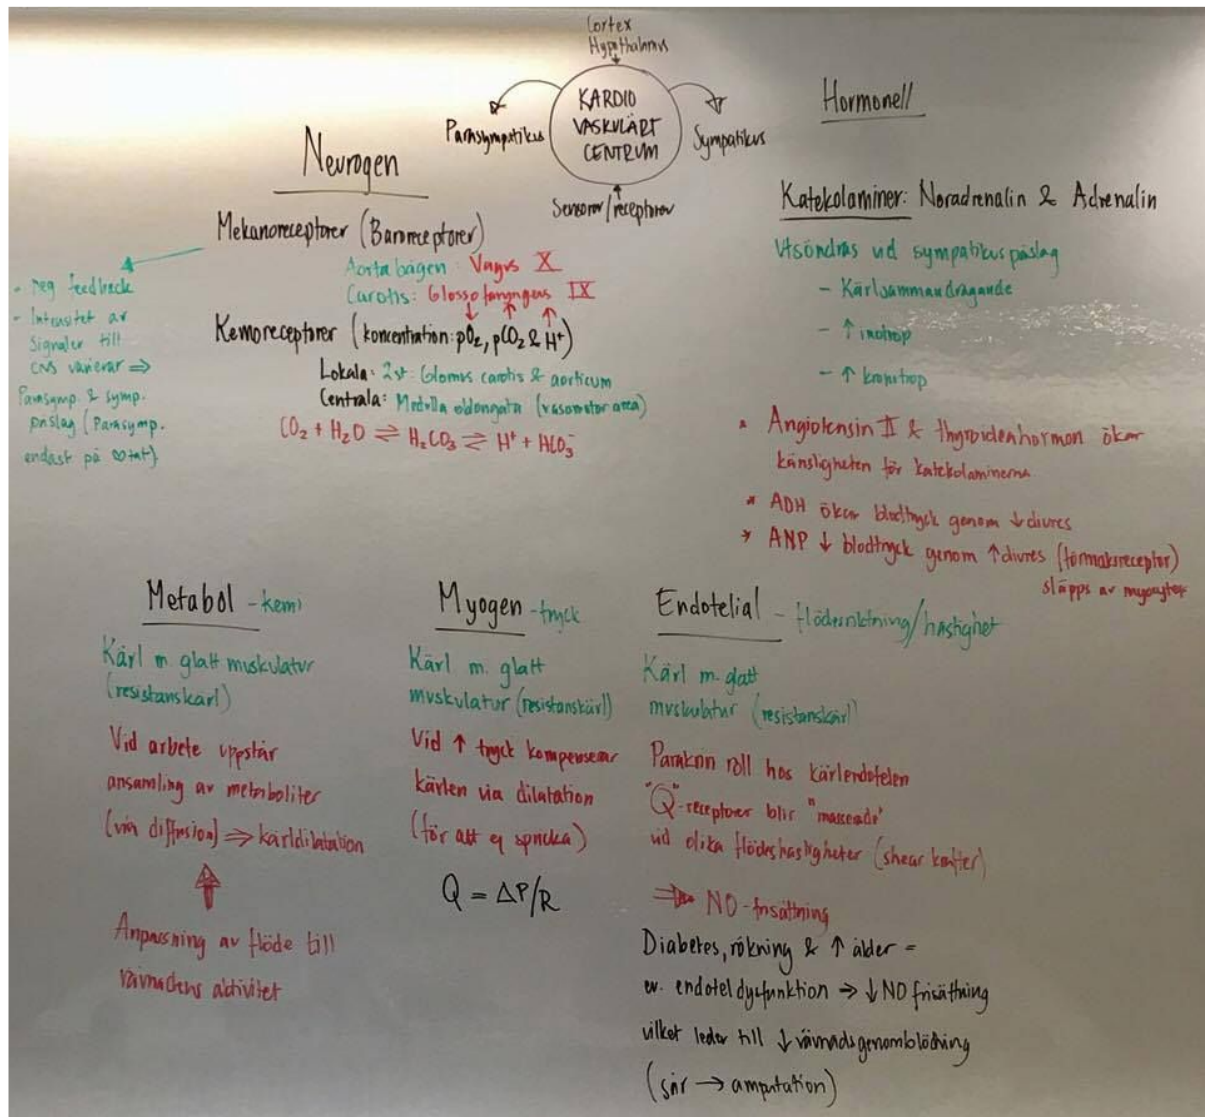 Cortex
Hypothalamus
KARDIO
VASKULÄRT
CENTRUM
Parasympatikus
Sympatikus
Sensorer/receptorer
Neurogen
Mekanoreceptorer (Baroreceptorer)
Aortabågen: Vagus X
Carotis: Glossofaryngeus IX
- neg feedback
- Intensitet av
signaler till
CNS varierar ⇒
Parasymp. & symp.
påslag (Parasymp.
endast på
↓ ↑ ↑
Kemoreceptorer (koncentration: pO₂, pCO₂ & H⁺)
Lokala: 2st: Glomus carotis & aorticum
Centrala: Medulla oblongata (vasomotor area)
CO₂ + H₂O ⇌ H₂CO₃ ⇌ H⁺ + HCO₃⁻
Hormonell
Katekolaminer: Noradrenalin & Adrenalin
Utsöndras vid sympatikuspåslag
- Kärlsammandragande
- ↑ inotrop
- ↑ kronotrop
* Angiotensin II & thyroideahormon ökar
känsligheten för katekolaminerna
* ADH ökar blodtryck genom ↓ diures
* ANP ↓ blodtryck genom ↑ diures (förmaksreceptor)
släpps av myocyter
Metabol - kemi
Kärl m. glatt muskulatur
(resistanskärl)
Vid arbete uppstår
ansamling av metaboliter
(via diffusion) ⇒ kärldilatation
⇑
Anpassning av flöde till
vävnadens aktivitet
Myogen - tryck
Kärl m. glatt
muskulatur (resistanskärl)
Vid ↑ tryck kompenserar
kärlen via dilatation
(för att ej spricka)
Q = ΔP/R
Endotelial - flödesriktning/hastighet
Kärl m. glatt
muskulatur (resistanskärl)
Parakrin roll hos kärlendotelen
"Q"-receptorer blir "masserade"
vid olika flödeshastigheter (shear krafter)
⇒ NO-frisättning
Diabetes, rökning & ↑ ålder =
ev. endoteldysfunktion → ↓ NO frisättning
vilket leder till ↓ vävnadsgenomblödning
(sår → amputation)